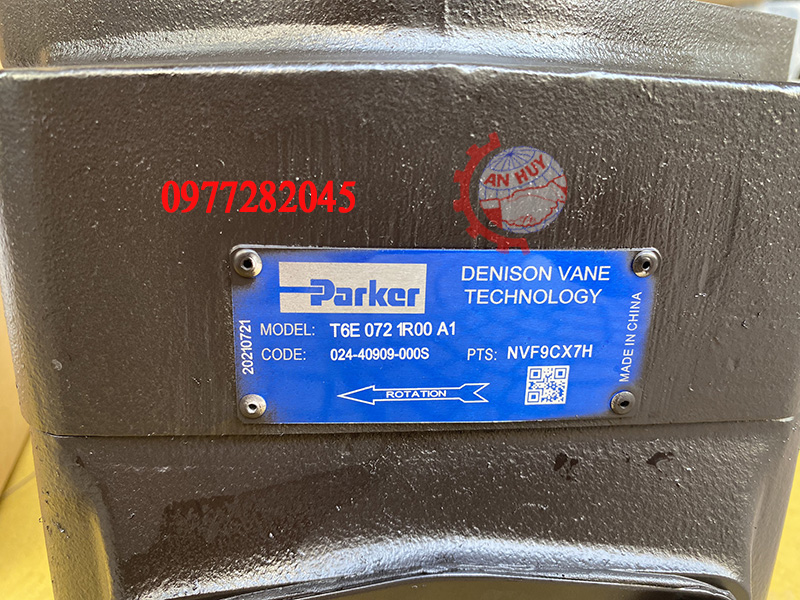 AN HUY
0977282045
Parker
DENISON VANE
TECHNOLOGY
20210721
MODEL: T6E 072 1R00 A1
CODE: 024-40909-000S PTS: NVF9CX7H
MADE IN CHINA
ROTATION